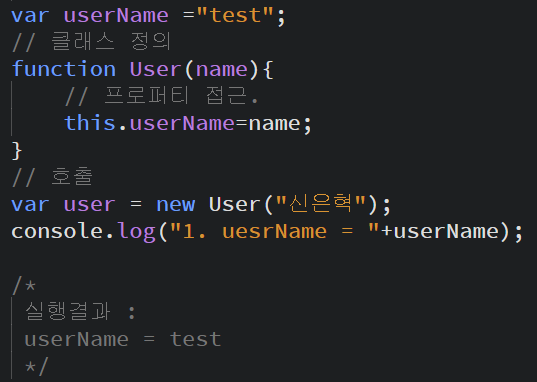 var userName ="test";
// 클래스 정의
function User(name){
// 프로퍼티 접근.
this.userName=name;
}
// 호출
var user = new User("신은혁");
console.log("1. uesrName = "+userName);
/*
실행결과 :
userName = test
*/